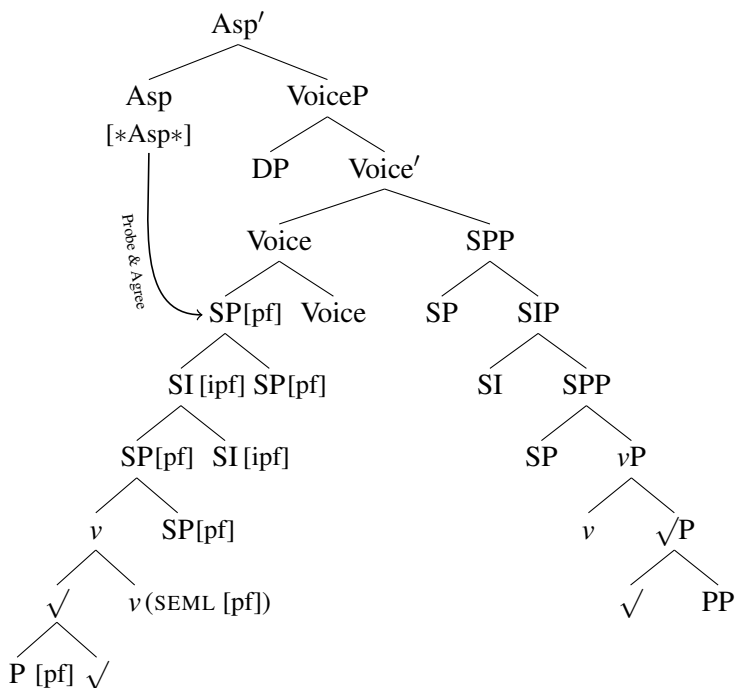 Asp′
Asp VoiceP
[∗Asp∗]
DP Voice′
Probe & Agree
Voice SPP
SP[pf] Voice SP SIP
SI [ipf] SP[pf] SI SPP
SP[pf] SI [ipf] SP vP
v SP[pf] v √P
√ v (SEML [pf]) √ PP
P [pf] √